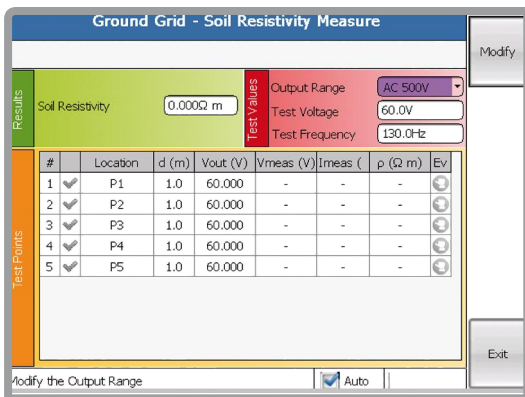 Ground Grid - Soil Resistivity Measure
Modify
Results
Soil Resistivity
0.000Ω m
Test Values
Output Range
AC 500V
Test Voltage
60.0V
Test Frequency
130.0Hz
Test Points
# Location d (m) Vout (V) Vmeas (V) Imeas ( ρ (Ω m) Ev
1 P1 1.0 60.000 - - -
2 P2 1.0 60.000 - - -
3 P3 1.0 60.000 - - -
4 P4 1.0 60.000 - - -
5 P5 1.0 60.000 - - -
Exit
Modify the Output Range
Auto